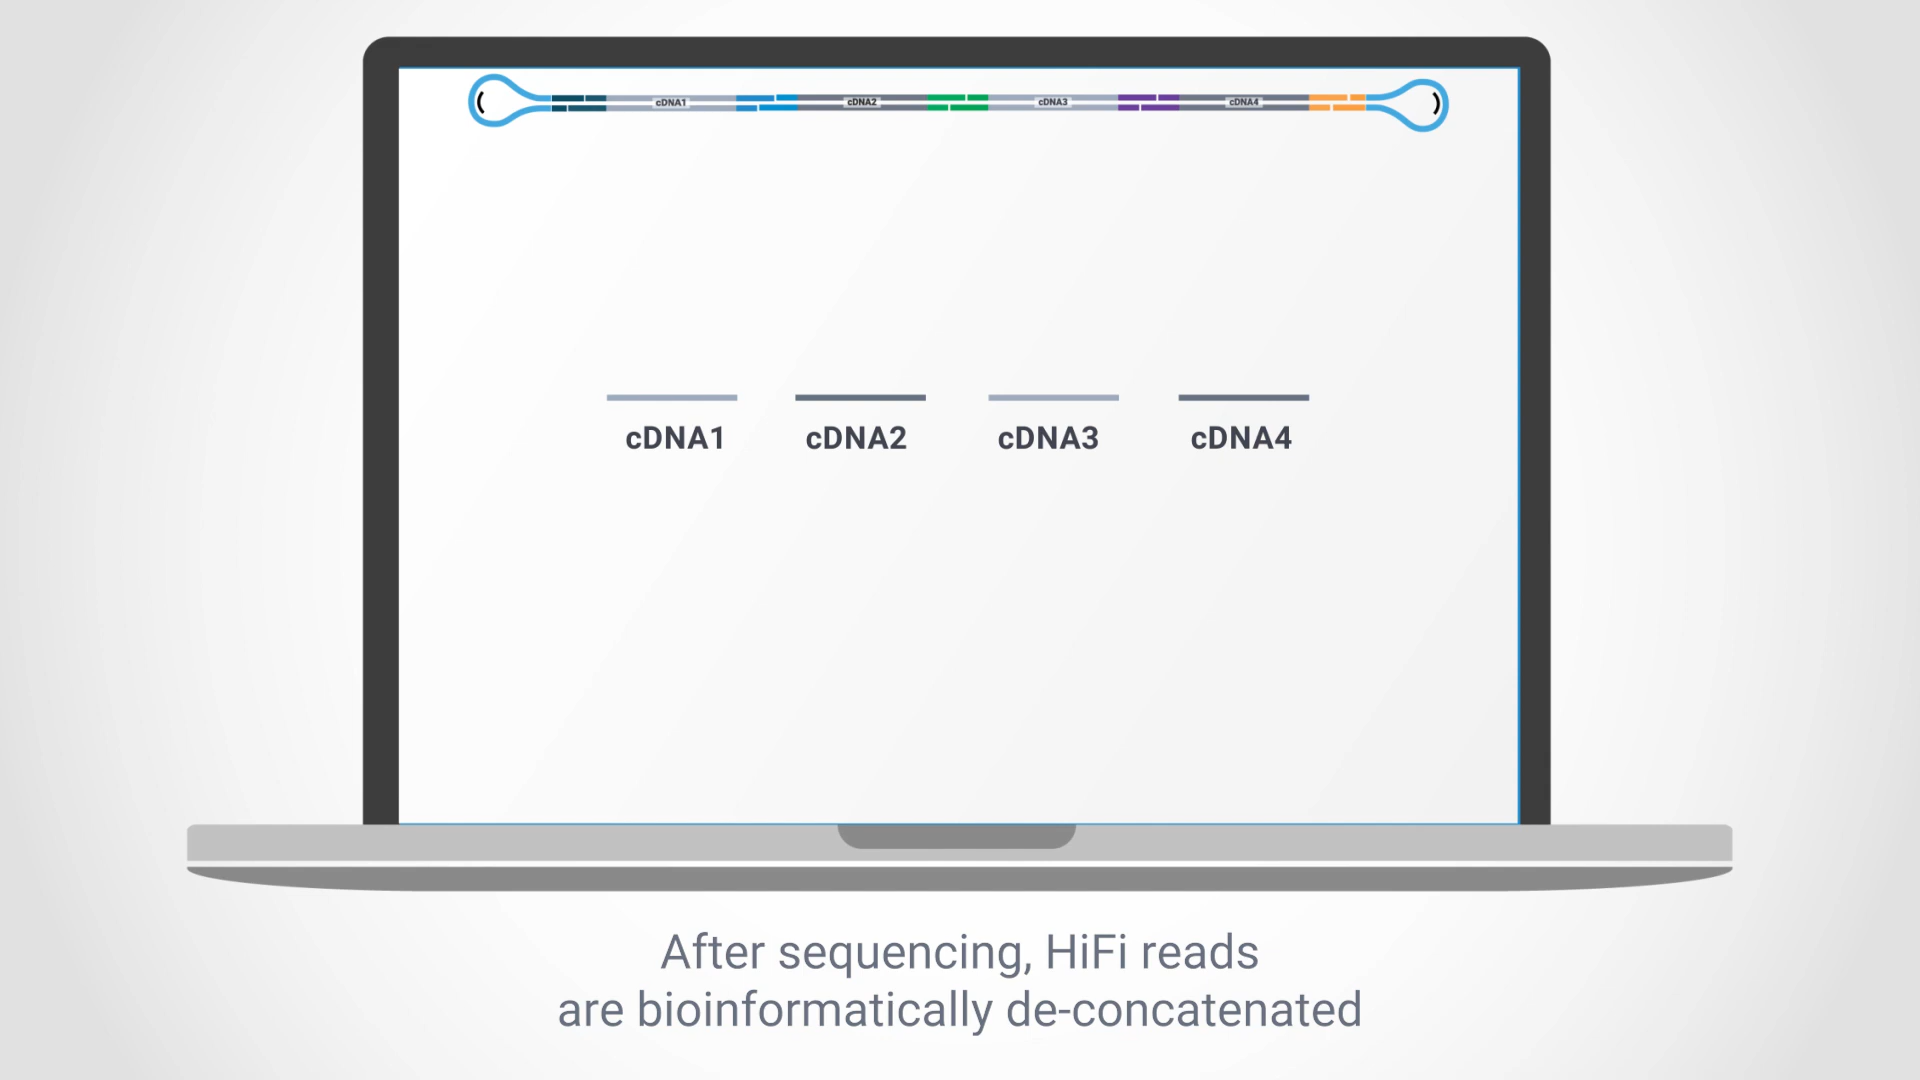 cDNA1 cDNA2 cDNA3 cDNA4
cDNA1 cDNA2 cDNA3 cDNA4
After sequencing, HiFi reads
are bioinformatically de-concatenated